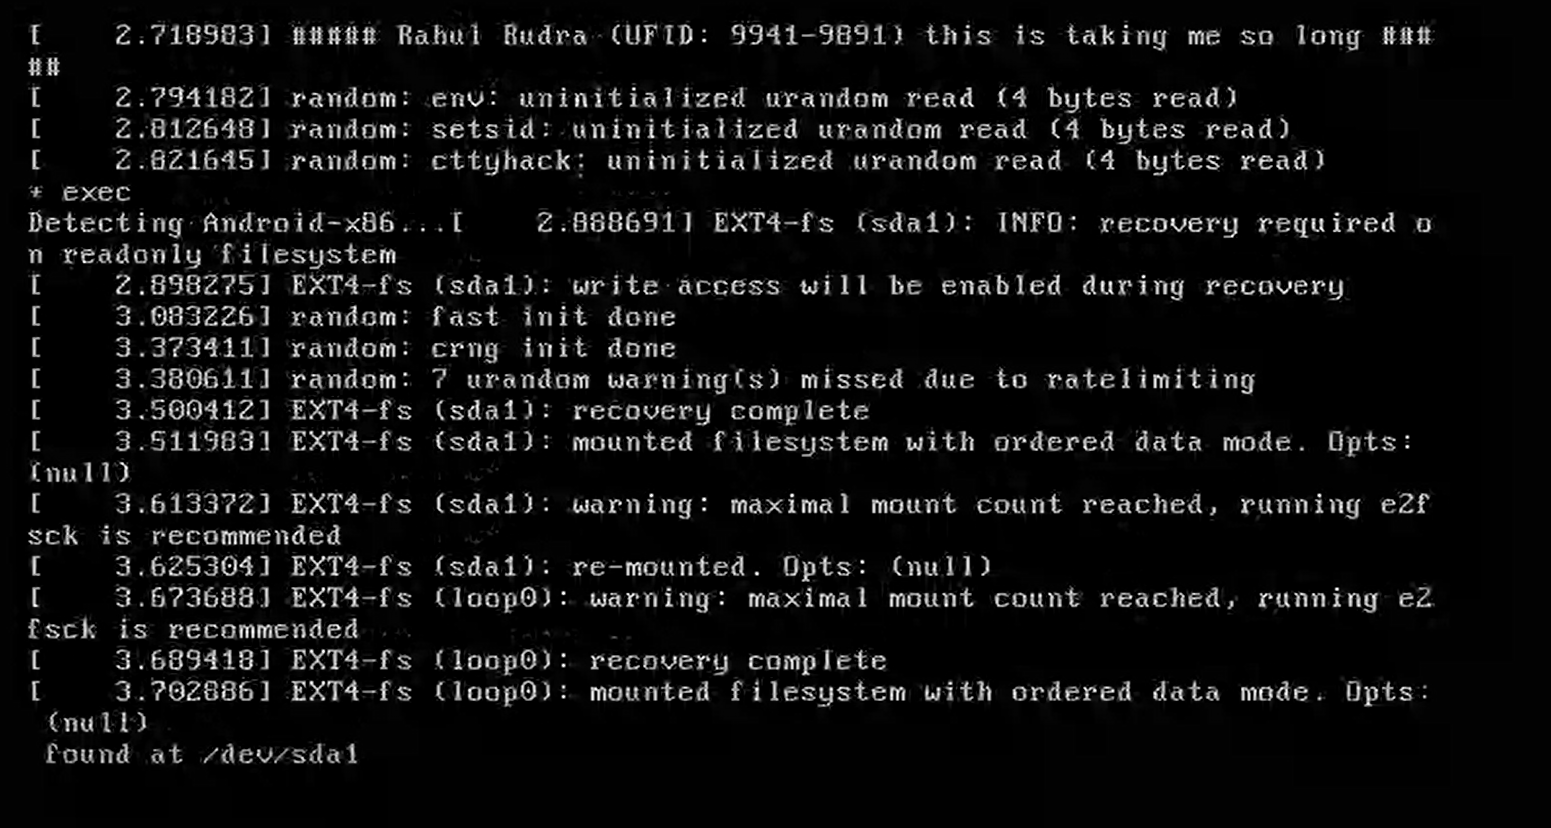 [    2.718983] ##### Rahul Rudra (UFID: 9941-9891) this is taking me so long ###
##
[    2.794182] random: env: uninitialized urandom read (4 bytes read)
[    2.812648] random: setsid: uninitialized urandom read (4 bytes read)
[    2.821645] random: cttyhack: uninitialized urandom read (4 bytes read)
* exec
Detecting Android-x86...[    2.888691] EXT4-fs (sda1): INFO: recovery required o
n readonly filesystem
[    2.898275] EXT4-fs (sda1): write access will be enabled during recovery
[    3.083226] random: fast init done
[    3.373411] random: crng init done
[    3.380611] random: 7 urandom warning(s) missed due to ratelimiting
[    3.500412] EXT4-fs (sda1): recovery complete
[    3.511983] EXT4-fs (sda1): mounted filesystem with ordered data mode. Opts:
(null)
[    3.613372] EXT4-fs (sda1): warning: maximal mount count reached, running e2f
sck is recommended
[    3.625304] EXT4-fs (sda1): re-mounted. Opts: (null)
[    3.673688] EXT4-fs (loop0): warning: maximal mount count reached, running e2
fsck is recommended
[    3.689418] EXT4-fs (loop0): recovery complete
[    3.702886] EXT4-fs (loop0): mounted filesystem with ordered data mode. Opts:
 (null)
 found at /dev/sda1